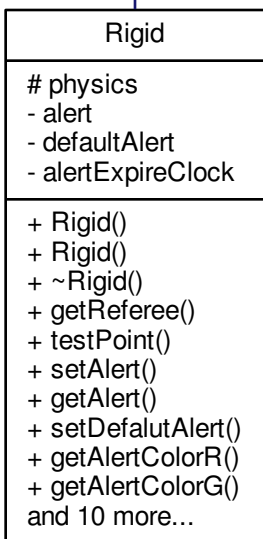 Rigid
# physics
- alert
- defaultAlert
- alertExpireClock
+ Rigid()
+ Rigid()
+ ~Rigid()
+ getReferee()
+ testPoint()
+ setAlert()
+ getAlert()
+ setDefalutAlert()
+ getAlertColorR()
+ getAlertColorG()
and 10 more...